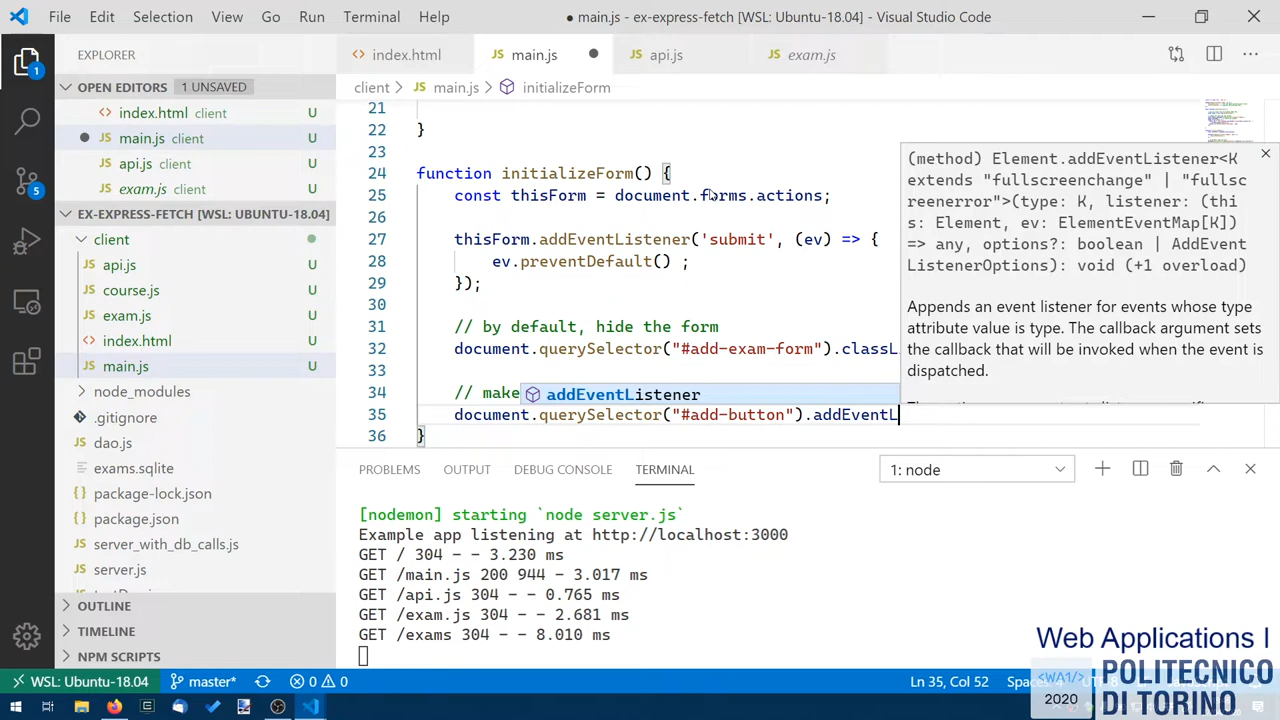 File Edit Selection View Go Run Terminal Help ● main.js - ex-express-fetch [WSL: Ubuntu-18.04] - Visual Studio Code
EXPLORER
OPEN EDITORS 1 UNSAVED
index.html client U
main.js client U
api.js client U
exam.js client U
EX-EXPRESS-FETCH [WSL: UBUNTU-18.04]
client
api.js U
course.js U
exam.js U
index.html U
main.js U
node_modules
.gitignore
dao.js
exams.sqlite
package-lock.json
package.json
server_with_db_calls.js
server.js
OUTLINE
TIMELINE
NPM SCRIPTS
1
5
index.html JS main.js JS api.js JS exam.js
client > JS main.js > initializeForm
21
22 }
23
24 function initializeForm() {
25 const thisForm = document.forms.actions;
26
27 thisForm.addEventListener('submit', (ev) => {
28 ev.preventDefault() ;
29 });
30
31 // by default, hide the form
32 document.querySelector("#add-exam-form").classL
33
34 // make
addEventListener
35 document.querySelector("#add-button").addEventL
36 }
(method) Element.addEventListener<K
extends "fullscreenchange" | "fullsc
reenerror">(type: K, listener: (thi
s: Element, ev: ElementEventMap[K])
=> any, options?: boolean | AddEvent
ListenerOptions): void (+1 overload)
Appends an event listener for events whose type
attribute value is type. The callback argument sets
the callback that will be invoked when the event is
dispatched.
PROBLEMS OUTPUT DEBUG CONSOLE TERMINAL 1: node
[nodemon] starting `node server.js`
Example app listening at http://localhost:3000
GET / 304 - - 3.230 ms
GET /main.js 200 944 - 3.017 ms
GET /api.js 304 - - 0.765 ms
GET /exam.js 304 - - 2.681 ms
GET /exams 304 - - 8.010 ms
Web Applications I
<WA1/>
2020
POLITECNICO
DI TORINO
WSL: Ubuntu-18.04 master* 0 0 Ln 35, Col 52